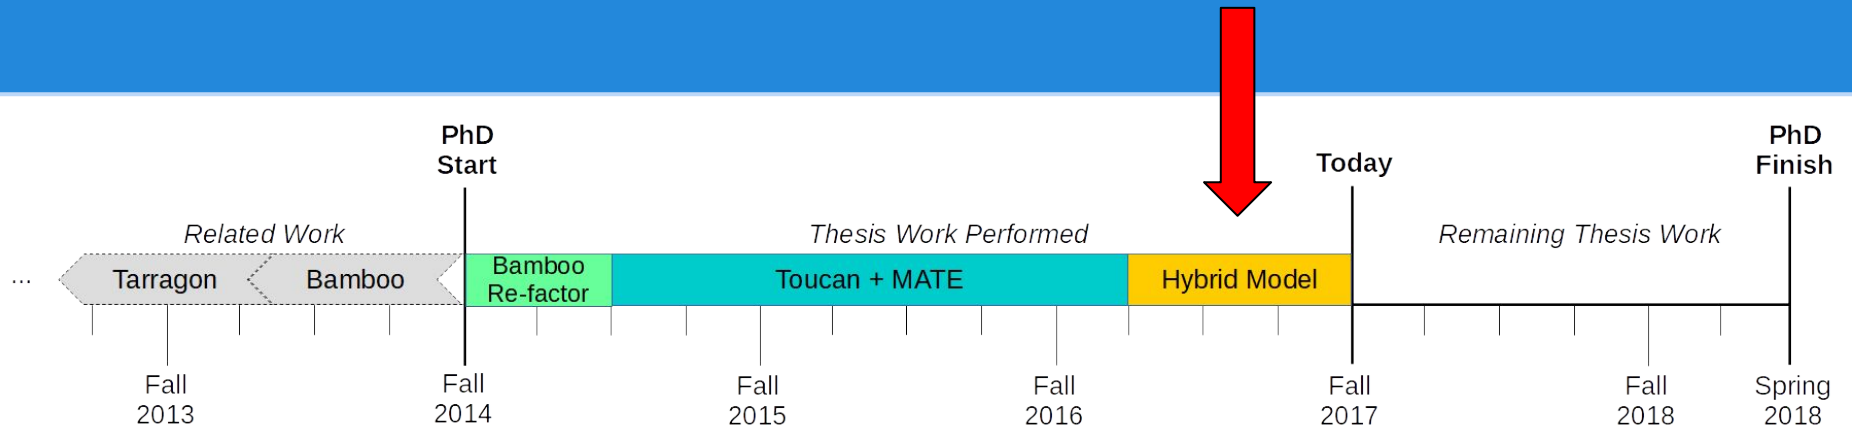 PhD
Start
Today
PhD
Finish
Related Work
Thesis Work Performed
Remaining Thesis Work
...
Tarragon
Bamboo
Bamboo
Re-factor
Toucan + MATE
Hybrid Model
Fall
2013
Fall
2014
Fall
2015
Fall
2016
Fall
2017
Fall
2018
Spring
2018